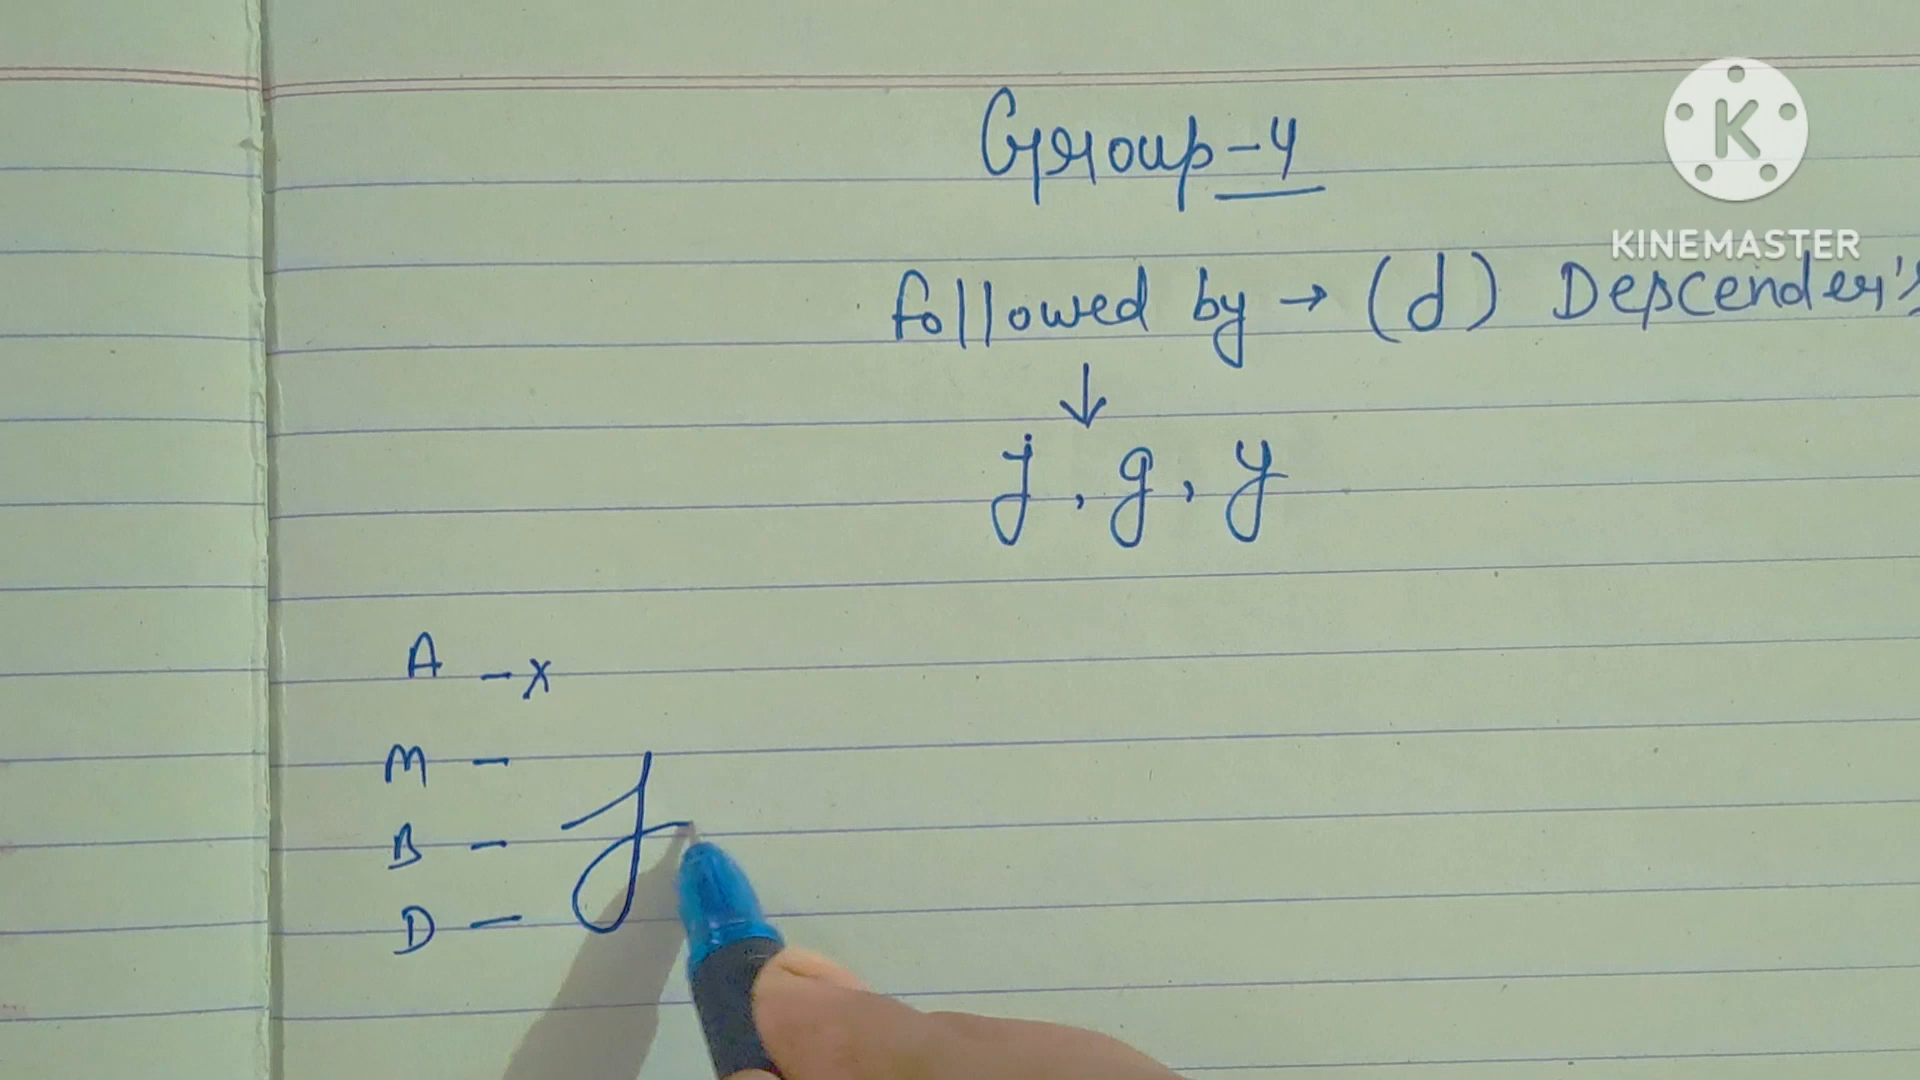 Group-4
KINEMASTER
followed by → (d) Descender's
↓
j, g, y
A - x
M -
B - j
D -